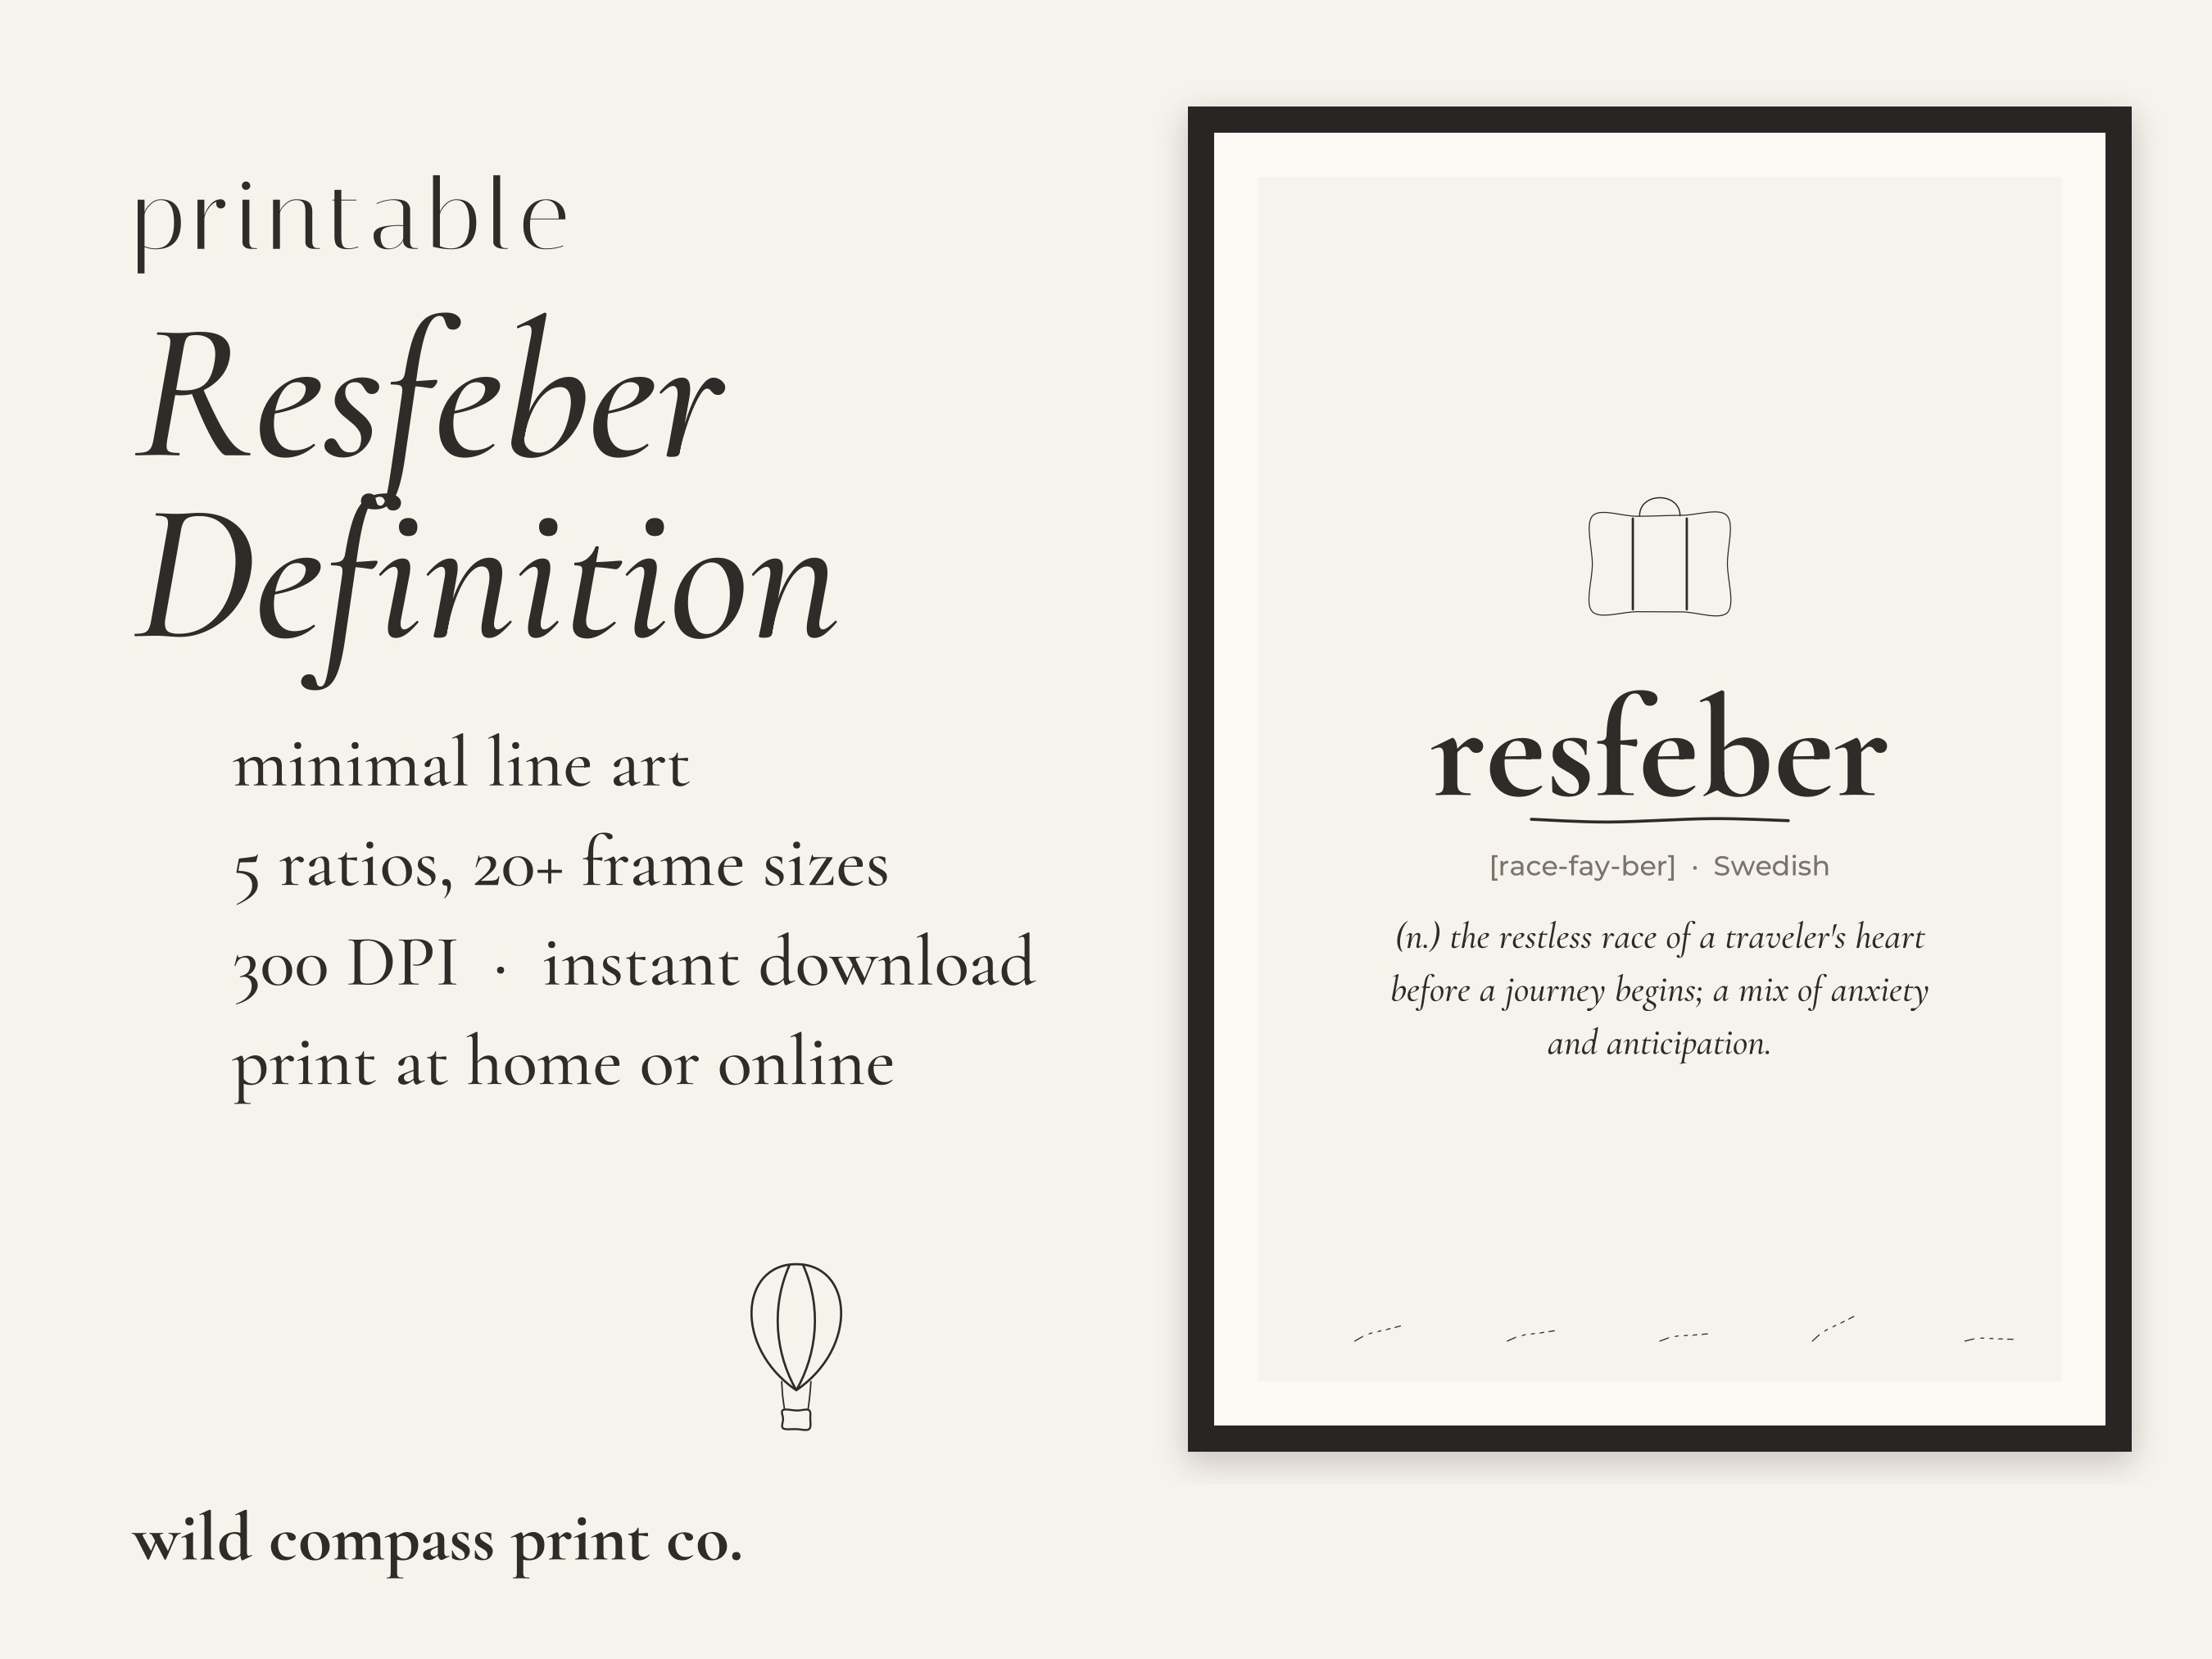 printable
Resfeber
Definition
minimal line art
5 ratios, 20+ frame sizes
300 DPI · instant download
print at home or online
wild compass print co.
resfeber
[race-fay-ber] · Swedish
(n.) the restless race of a traveler's heart
before a journey begins; a mix of anxiety
and anticipation.